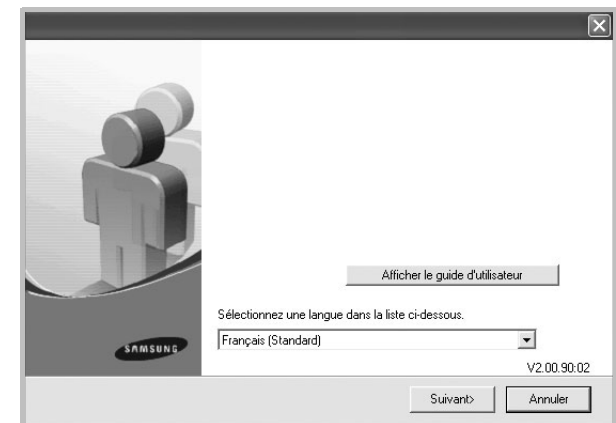 Afficher le guide d'utilisateur
Sélectionnez une langue dans la liste ci-dessous.
Français (Standard)
SAMSUNG
V2.00.90:02
Suivant>
Annuler